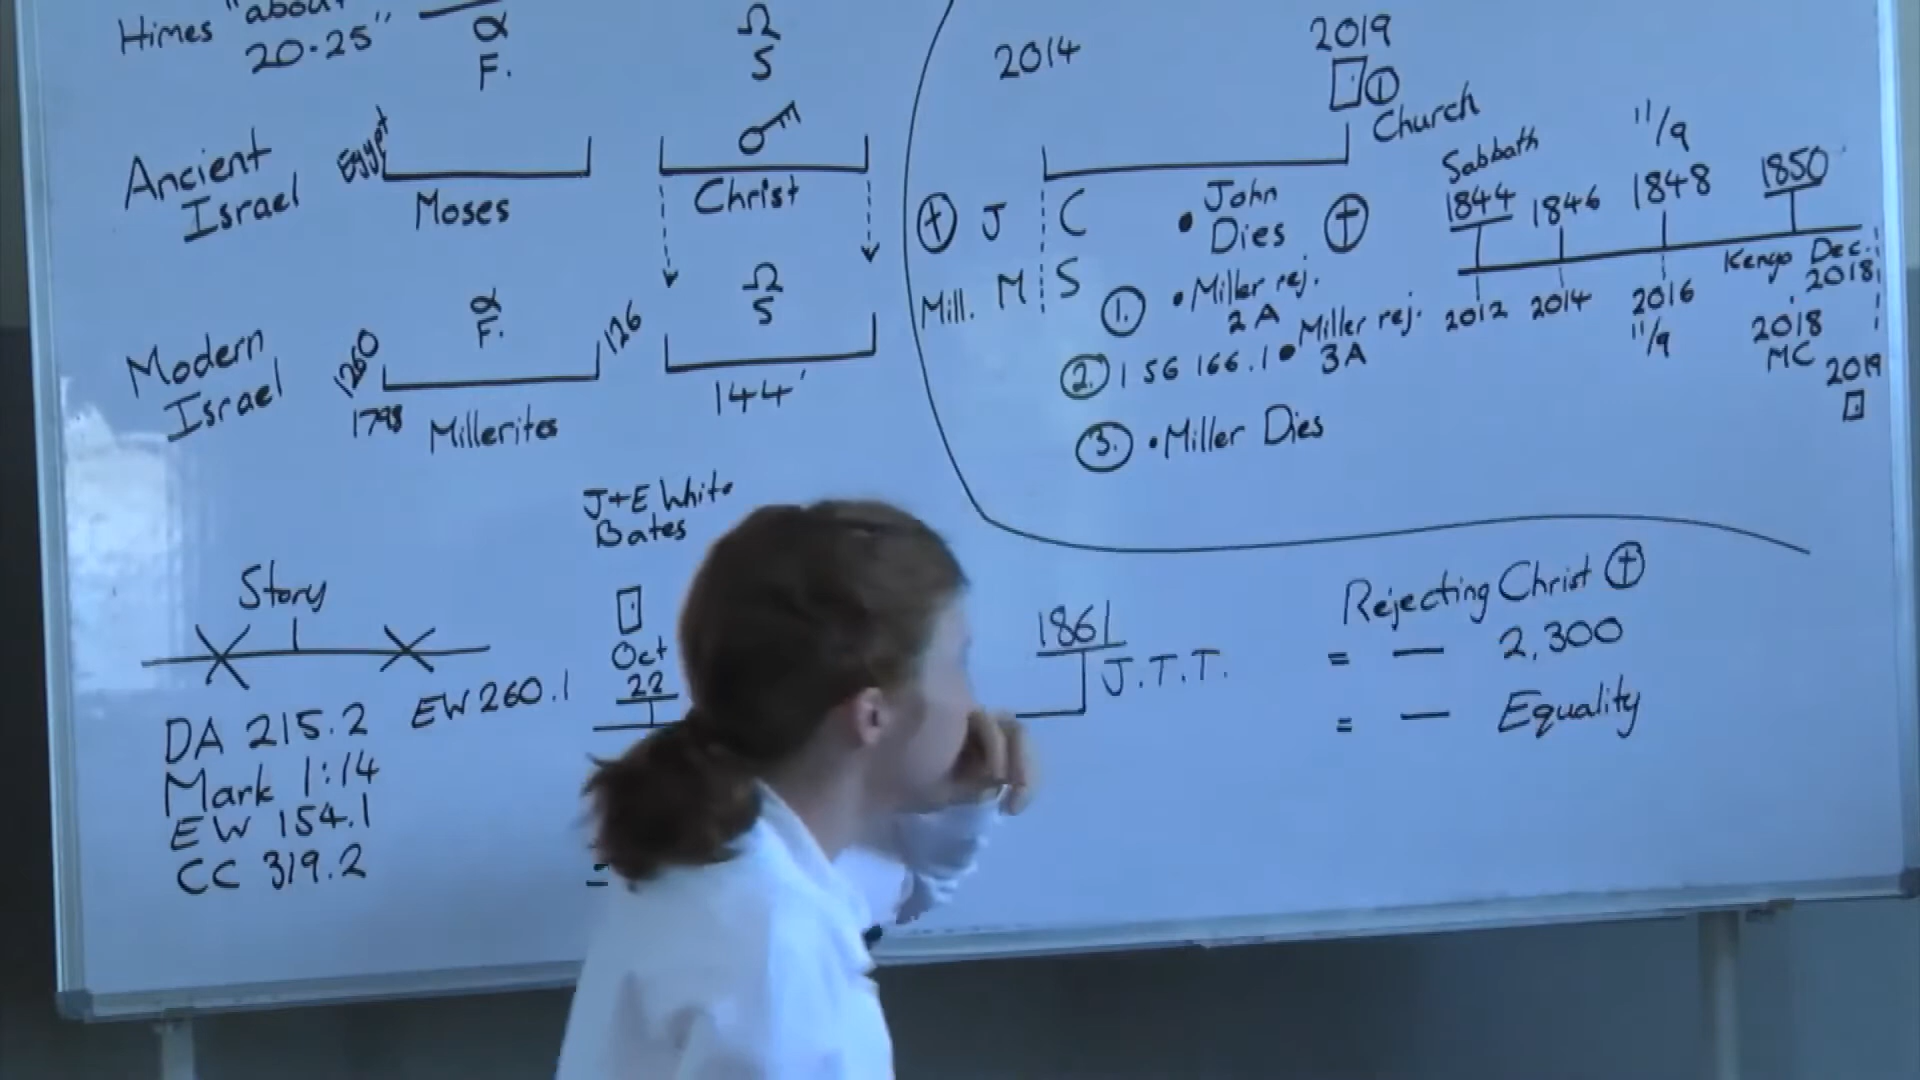 Himes "about
20-25"
α
F.
Ω
S
Ancient
Israel
Egypt
Moses
Christ
Modern
Israel
1260
1798
α
F.
126
Millerites
Ω
S
144'
2014
2019
①
Church
J C
John
Dies
Mill. M S
1. • Miller rej.
2A
2. 1 SG 166.1 • Miller rej.
3A
3. • Miller Dies
Sabbath
1844 1846 1848 1850
11/9
2012 2014 2016
11/9
Kengo Dec.
2018
2018
MC
2019
Story
DA 215.2
EW 260.1
Mark 1:14
EW 154.1
CC 319.2
J+E White
Bates
Oct
22
=
1861
J.T.T.
Rejecting Christ
= — 2,300
= — Equality